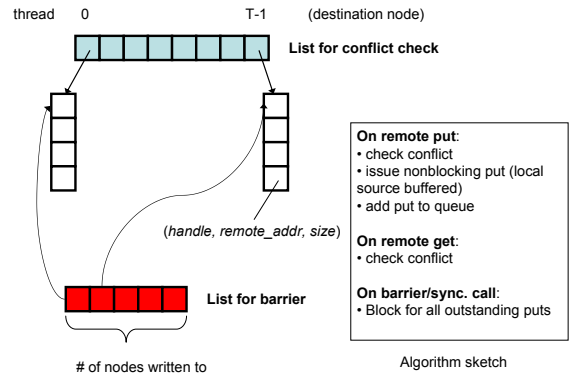 thread 0 T-1 (destination node)
List for conflict check
On remote put:
• check conflict
• issue nonblocking put (local
source buffered)
• add put to queue
On remote get:
• check conflict
On barrier/sync. call:
• Block for all outstanding puts
(handle, remote_addr, size)
List for barrier
# of nodes written to
Algorithm sketch